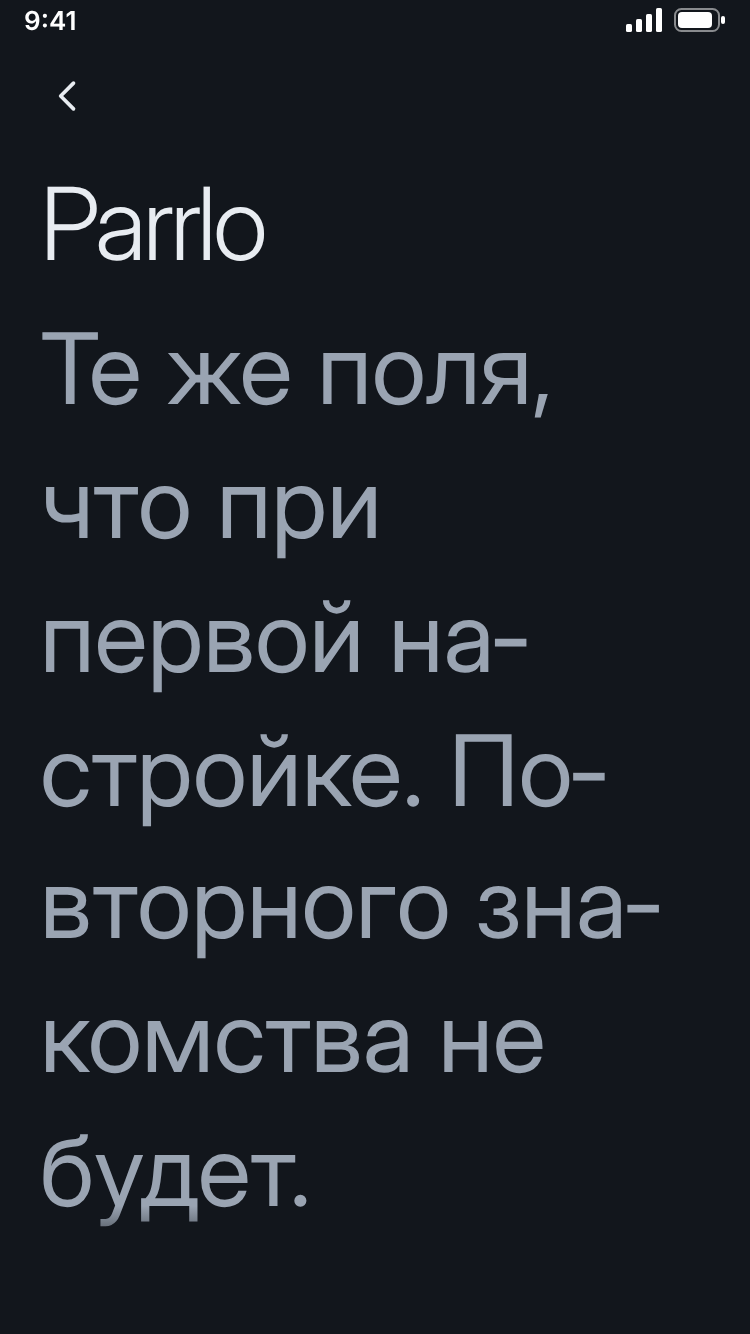 9:41
Parrlo
Те же поля,
что при
первой на-
стройке. По-
вторного зна-
комства не
будет.